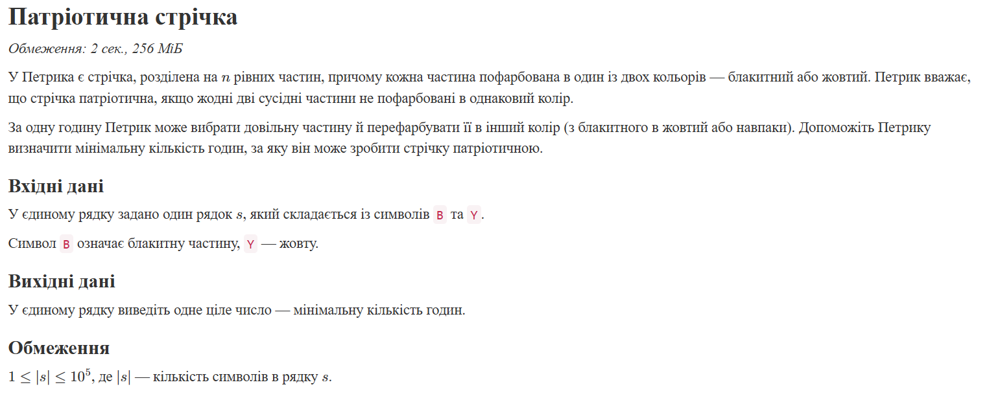 Патріотична стрічка
Обмеження: 2 сек., 256 МіБ
У Петрика є стрічка, розділена на n рівних частин, причому кожна частина пофарбована в один із двох кольорів — блакитний або жовтий. Петрик вважає,
що стрічка патріотична, якщо жодні дві сусідні частини не пофарбовані в однаковий колір.
За одну годину Петрик може вибрати довільну частину й перефарбувати її в інший колір (з блакитного в жовтий або навпаки). Допоможіть Петрику
визначити мінімальну кількість годин, за яку він може зробити стрічку патріотичною.
Вхідні дані
У єдиному рядку задано один рядок s, який складається із символів B та Y.
Символ B означає блакитну частину, Y — жовту.
Вихідні дані
У єдиному рядку виведіть одне ціле число — мінімальну кількість годин.
Обмеження
1 ≤ |s| ≤ 10⁵, де |s| — кількість символів в рядку s.